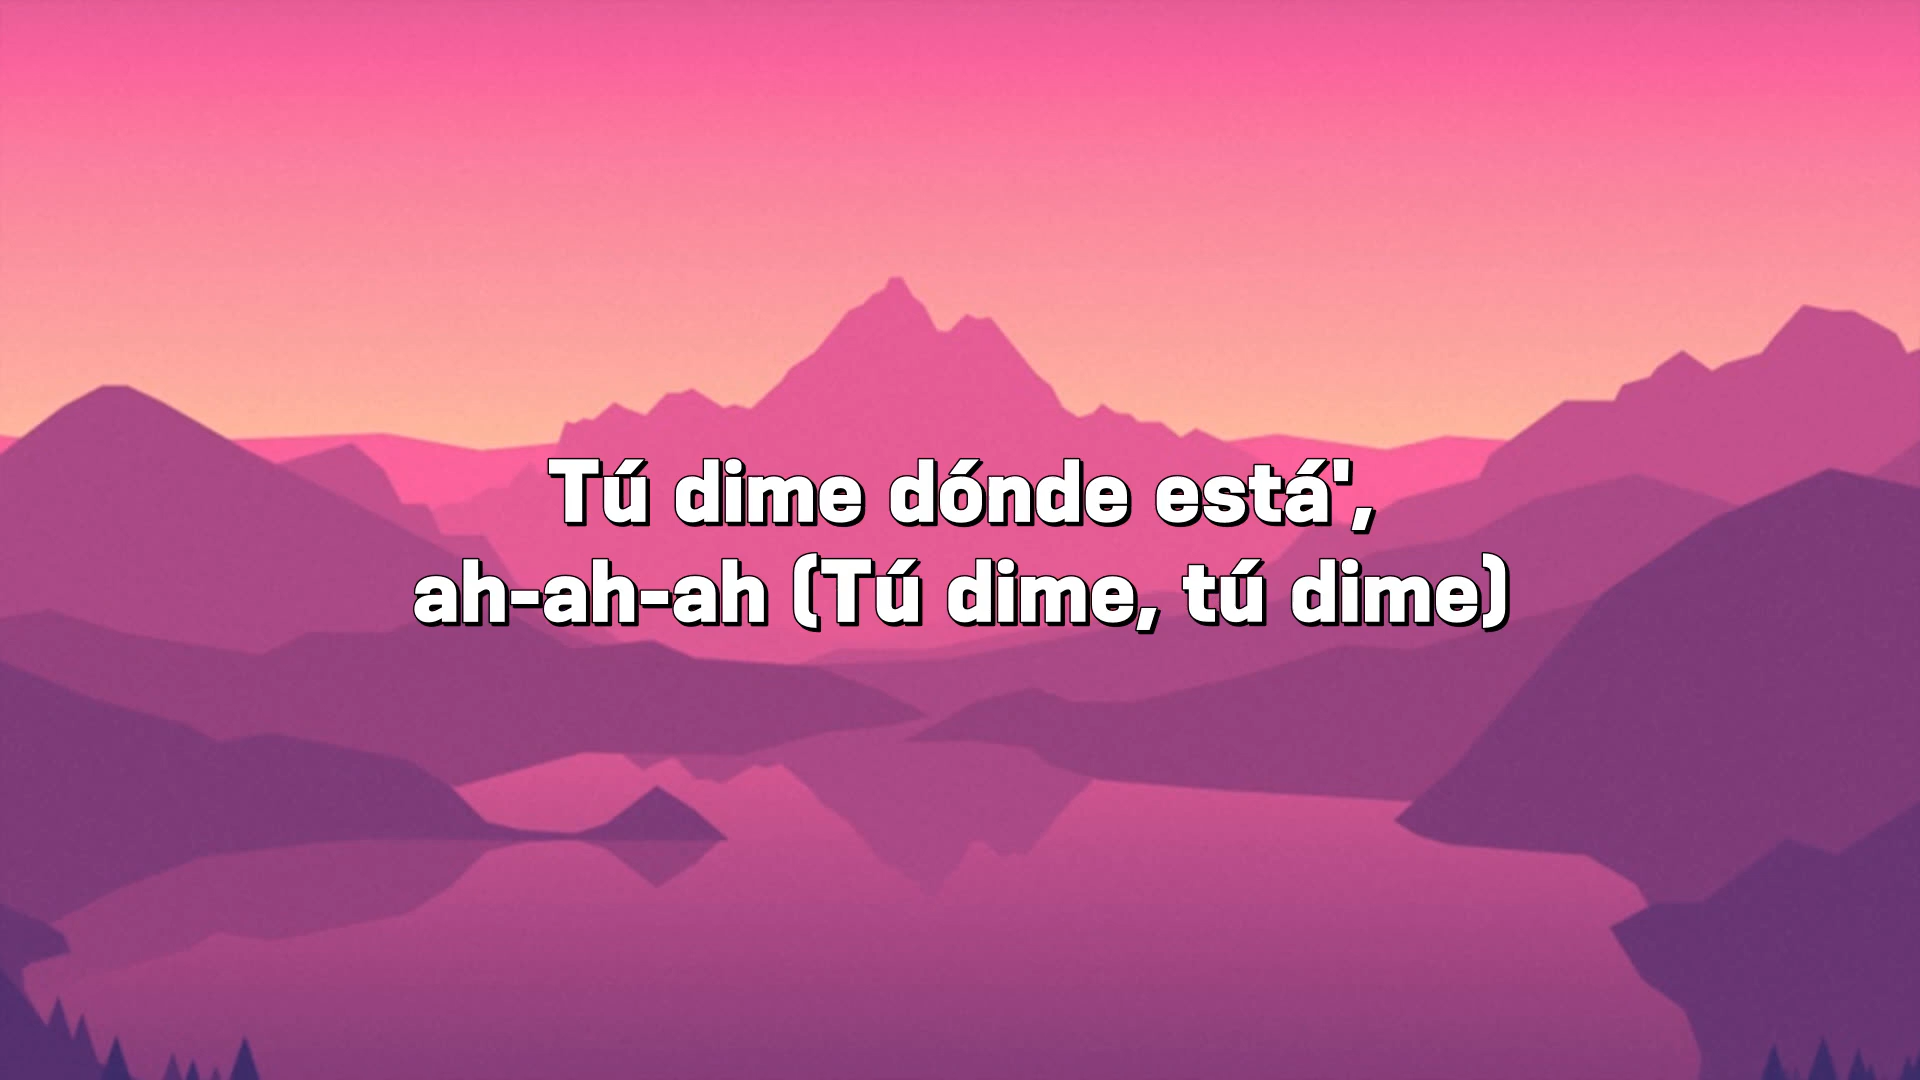 Tú dime dónde está',
ah-ah-ah (Tú dime, tú dime)